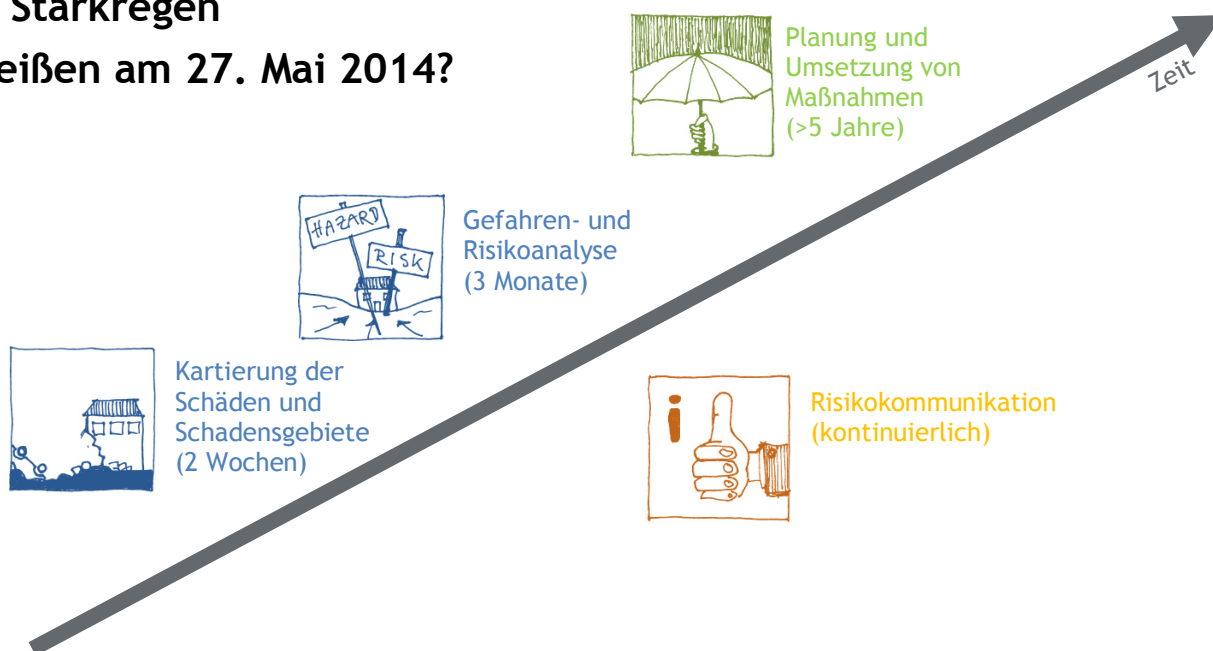 Starkregen
eißen am 27. Mai 2014?
Planung und
Umsetzung von
Maßnahmen
(>5 Jahre)
Zeit
HAZARD
RISK
Gefahren- und
Risikoanalyse
(3 Monate)
Kartierung der
Schäden und
Schadensgebiete
(2 Wochen)
i
Risikokommunikation
(kontinuierlich)